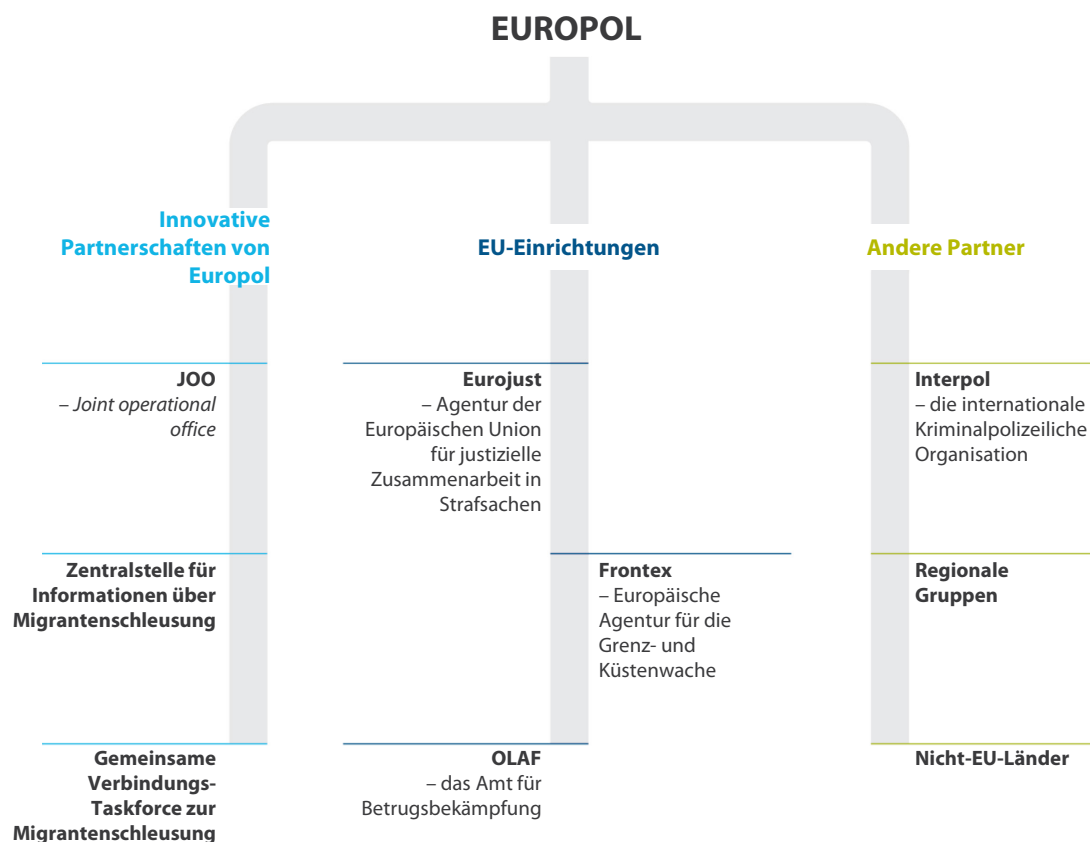 EUROPOL
Innovative
Partnerschaften von
Europol
JOO
– Joint operational
office
Zentralstelle für
Informationen über
Migrantenschleusung
Gemeinsame
Verbindungs-
Taskforce zur
Migrantenschleusung
EU-Einrichtungen
Eurojust
– Agentur der
Europäischen Union
für justizielle
Zusammenarbeit in
Strafsachen
Frontex
– Europäische
Agentur für die
Grenz- und
Küstenwache
OLAF
– das Amt für
Betrugsbekämpfung
Andere Partner
Interpol
– die internationale
Kriminalpolizeiliche
Organisation
Regionale
Gruppen
Nicht-EU-Länder